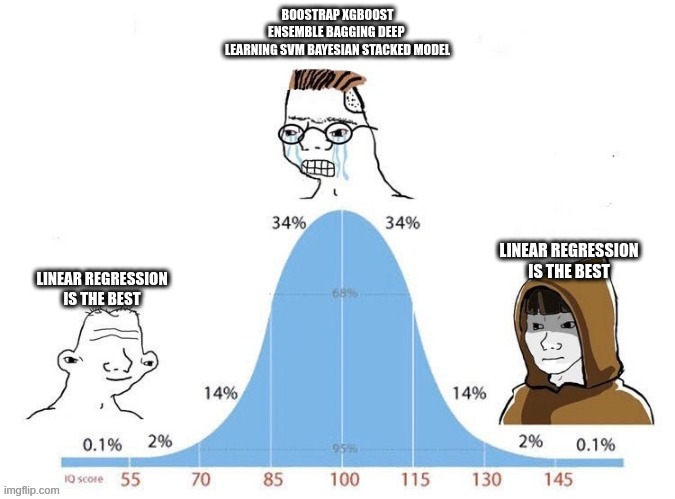 BOOSTRAP XGBOOST
ENSEMBLE BAGGING DEEP
LEARNING SVM BAYESIAN STACKED MODEL
34%
34%
LINEAR REGRESSION
IS THE BEST
LINEAR REGRESSION
IS THE BEST
68%
14%
14%
0.1%
2%
95%
2%
0.1%
IQ score
55
70
85
100
115
130
145
imgflip.com